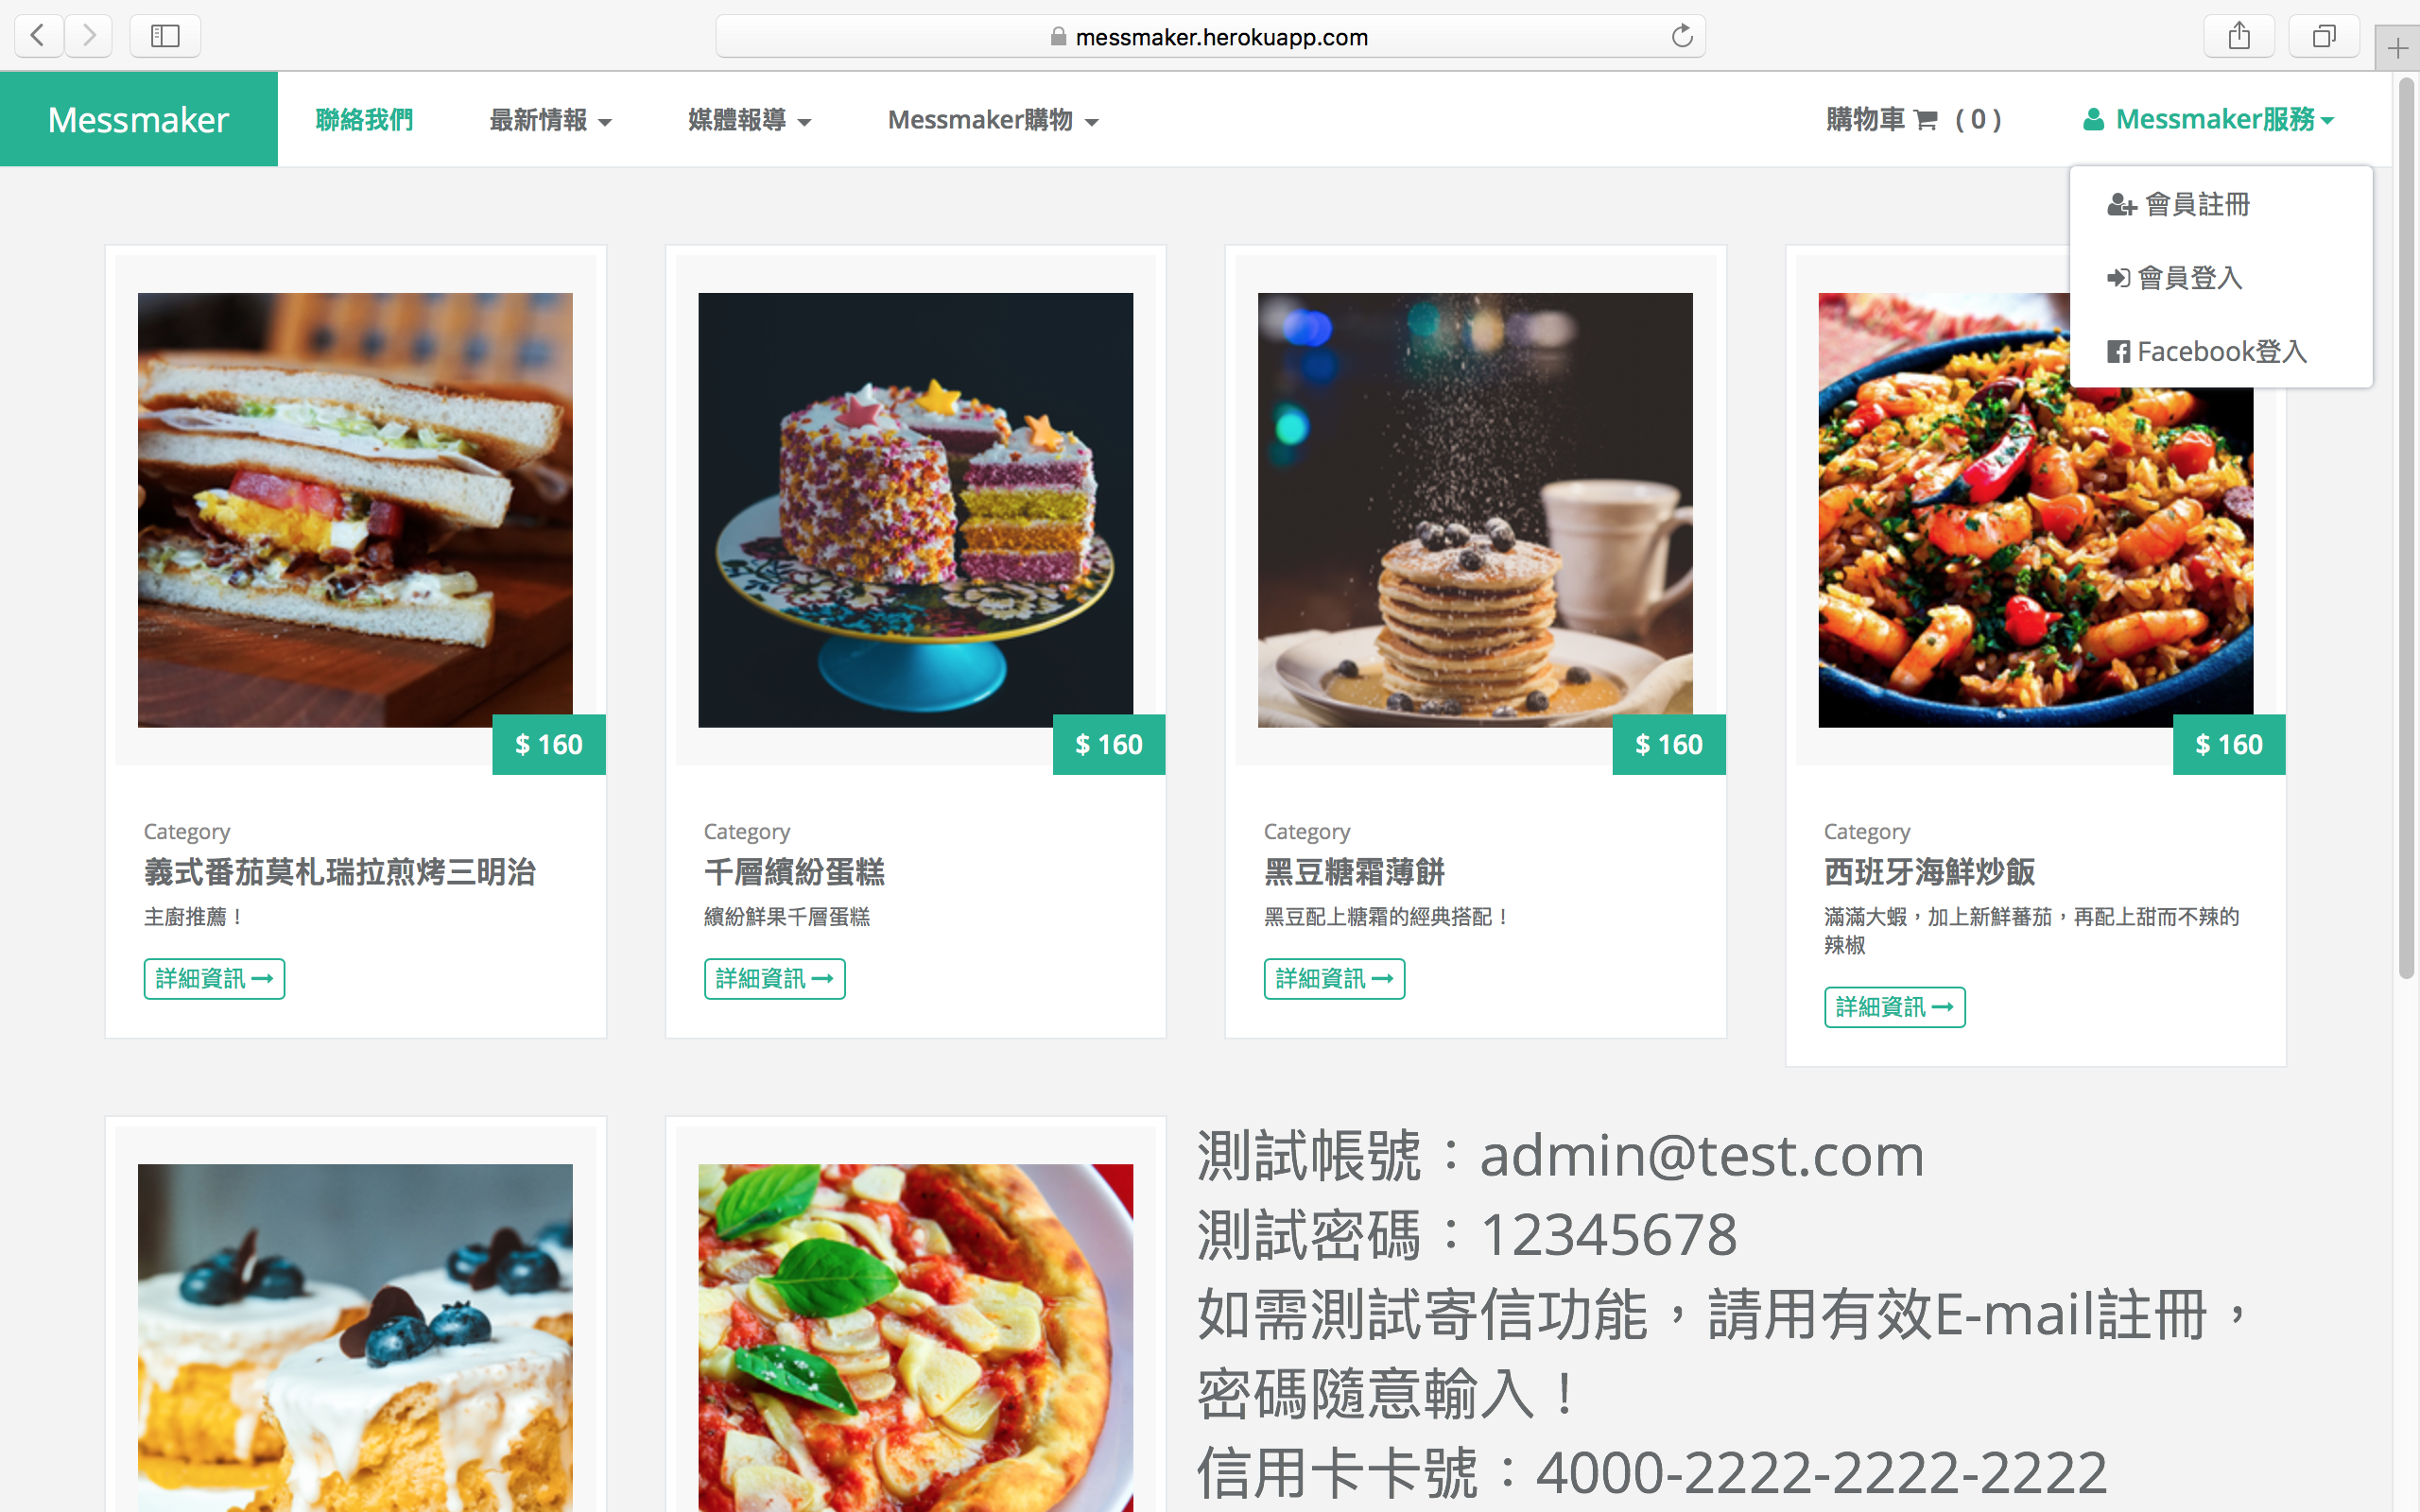 messmaker.herokuapp.com
Messmaker
聯絡我們
最新情報
媒體報導
Messmaker購物
購物車 ( 0 )
Messmaker服務
會員註冊
會員登入
Facebook登入
$ 160
$ 160
$ 160
$ 160
Category
義式番茄莫札瑞拉煎烤三明治
主廚推薦！
詳細資訊
Category
千層繽紛蛋糕
繽紛鮮果千層蛋糕
詳細資訊
Category
黑豆糖霜薄餅
黑豆配上糖霜的經典搭配！
詳細資訊
Category
西班牙海鮮炒飯
滿滿大蝦，加上新鮮蕃茄，再配上甜而不辣的
辣椒
詳細資訊
測試帳號：admin@test.com
測試密碼：12345678
如需測試寄信功能，請用有效E-mail註冊，
密碼隨意輸入！
信用卡卡號：4000-2222-2222-2222